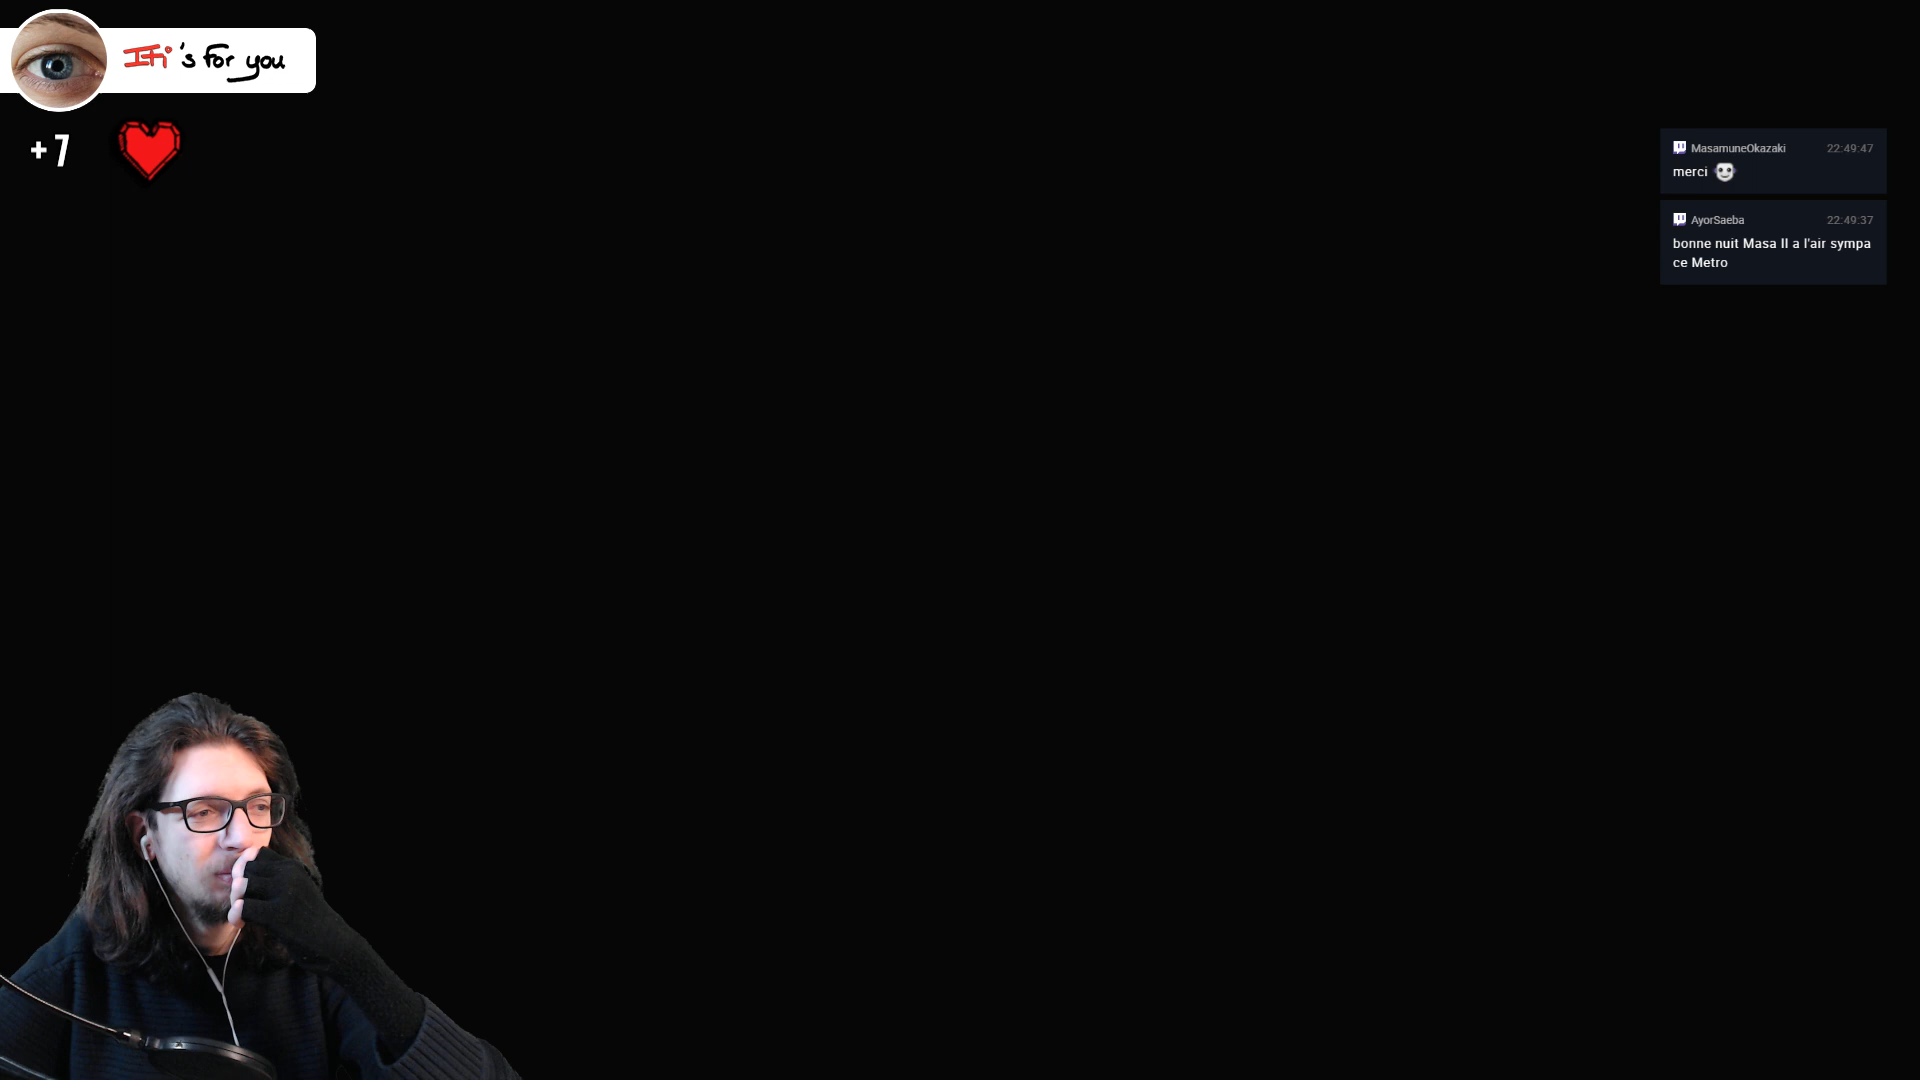 Iti's for you
+7
MasamuneOkazaki 22:49:47
merci
AyorSaeba 22:49:37
bonne nuit Masa Il a l'air sympa
ce Metro